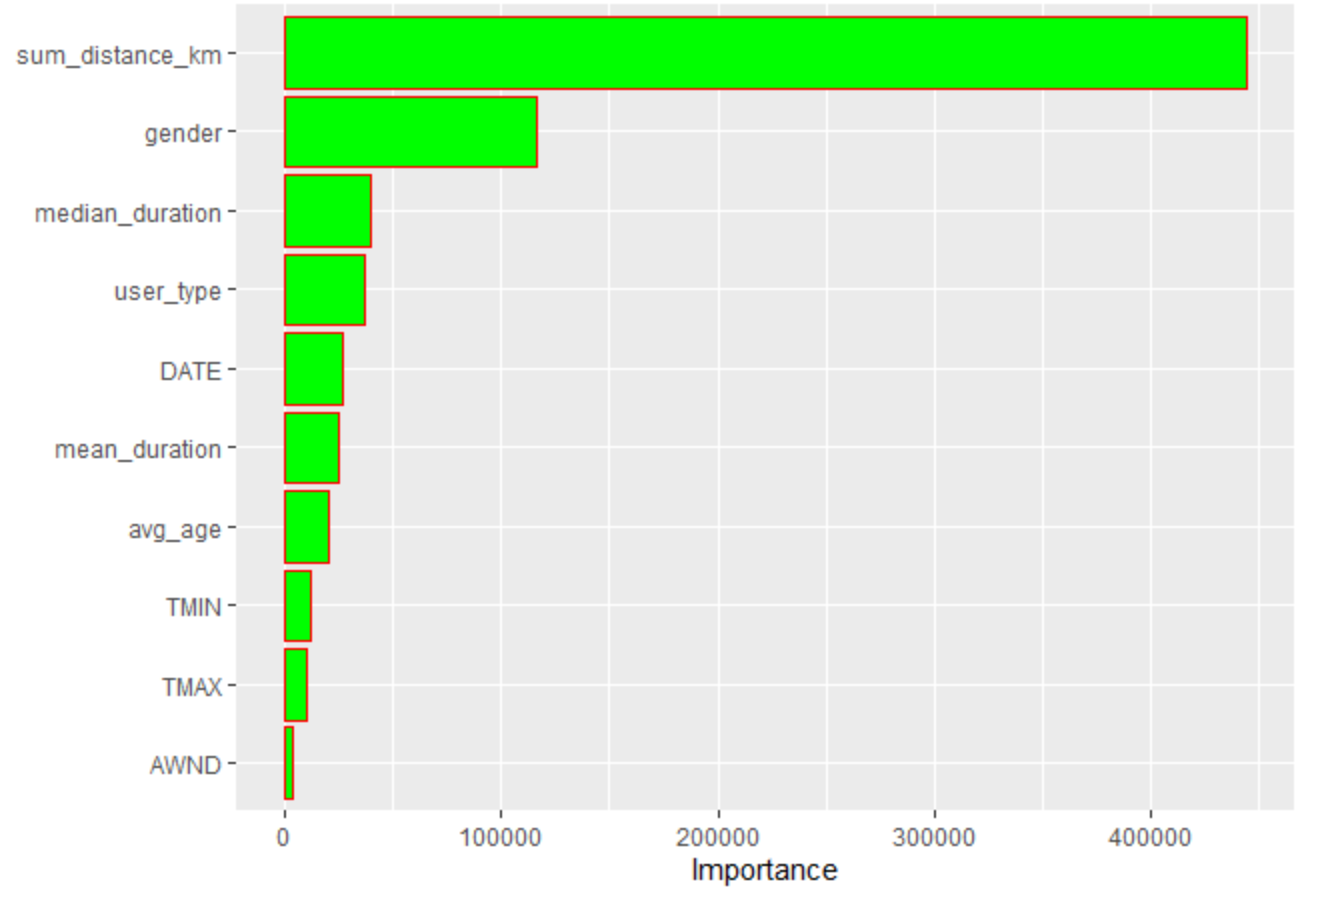 sum_distance_km
gender
median_duration
user_type
DATE
mean_duration
avg_age
TMIN
TMAX
AWND
0 100000 200000 300000 400000
Importance